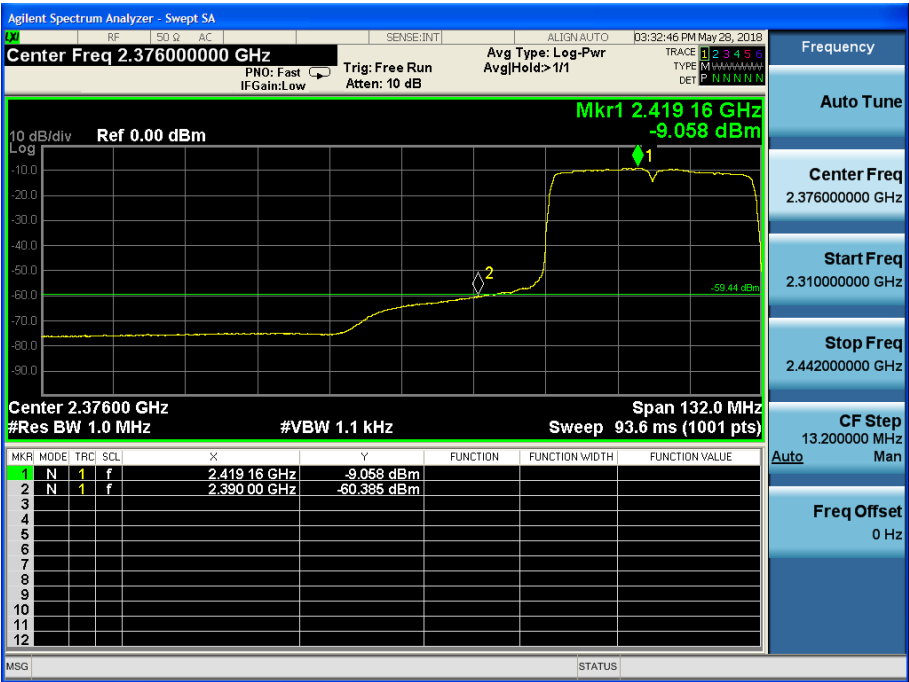 Agilent Spectrum Analyzer - Swept SA
LXI RF 50 Ω AC SENSE:INT ALIGN AUTO 03:32:46 PM May 28, 2018
Center Freq 2.376000000 GHz
PNO: Fast
IFGain:Low
Trig: Free Run
Atten: 10 dB
Avg Type: Log-Pwr
Avg|Hold:>1/1
TRACE 1 2 3 4 5 6
TYPE MWWWWW
DET P N N N N N
Mkr1 2.419 16 GHz
-9.058 dBm
10 dB/div Ref 0.00 dBm
Log
1
-10.0
-20.0
-30.0
-40.0
-50.0
2
-59.44 dBm
-60.0
-70.0
-80.0
-90.0
Center 2.37600 GHz Span 132.0 MHz
#Res BW 1.0 MHz #VBW 1.1 kHz Sweep 93.6 ms (1001 pts)
MKR MODE TRC SCL X Y FUNCTION FUNCTION WIDTH FUNCTION VALUE
1 N 1 f 2.419 16 GHz -9.058 dBm
2 N 1 f 2.390 00 GHz -60.385 dBm
3
4
5
6
7
8
9
10
11
12
MSG STATUS
Frequency
Auto Tune
Center Freq
2.376000000 GHz
Start Freq
2.310000000 GHz
Stop Freq
2.442000000 GHz
CF Step
13.200000 MHz
Auto Man
Freq Offset
0 Hz